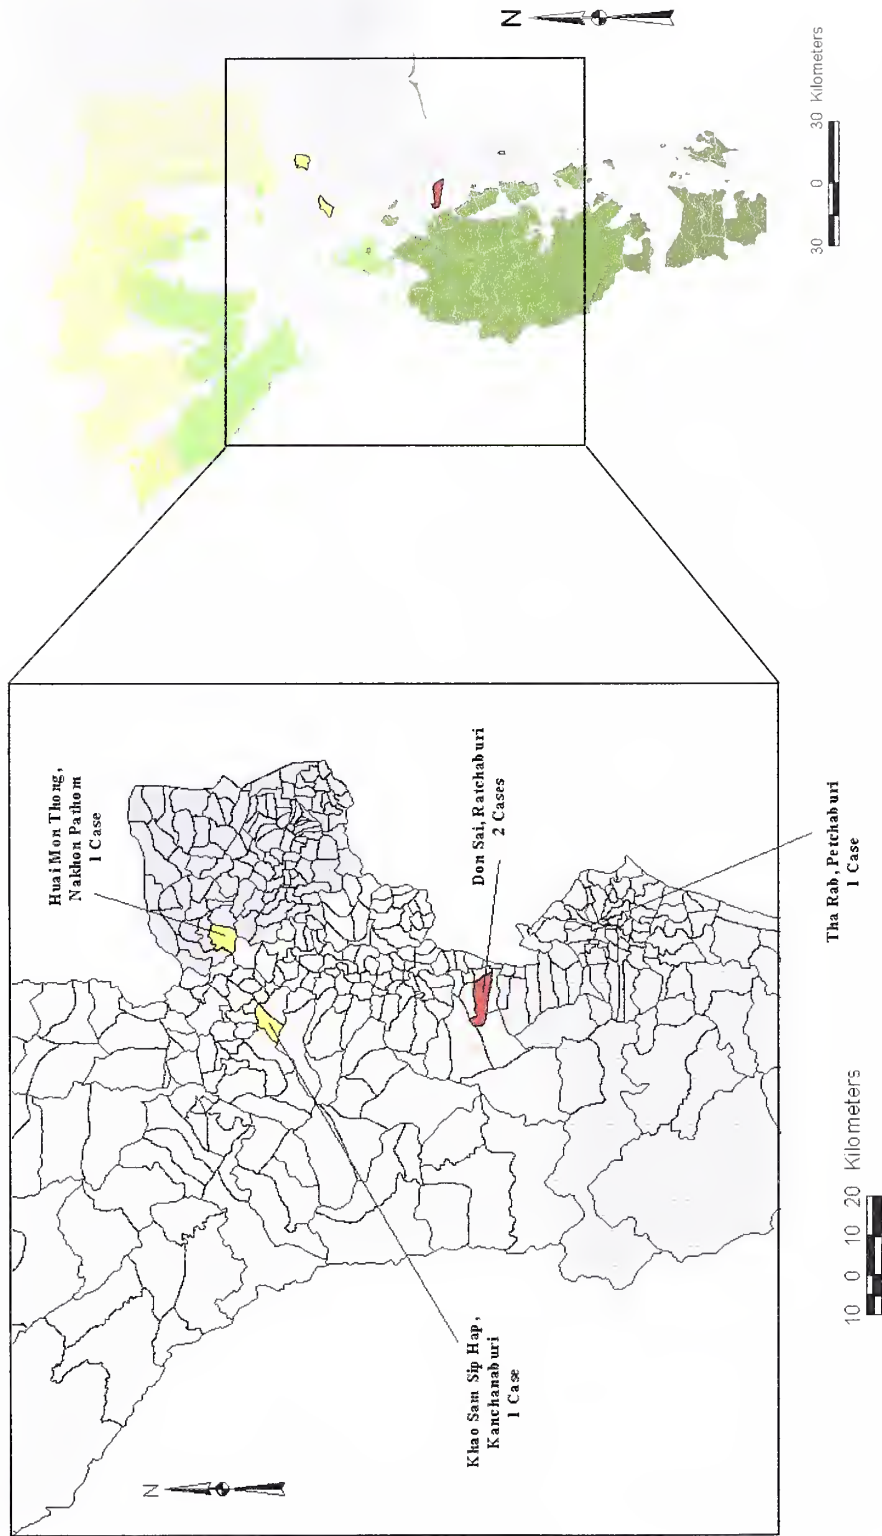 N
30 0 30 Kilometers
Huai Mon Thong,
Nakhon Pathom
1 Case
Don Sai, Ratchaburi
2 Cases
Tha Rab, Petchaburi
1 Case
Khao Sam Sip Hap,
Kanchanaburi
1 Case
N
10 0 10 20 Kilometers